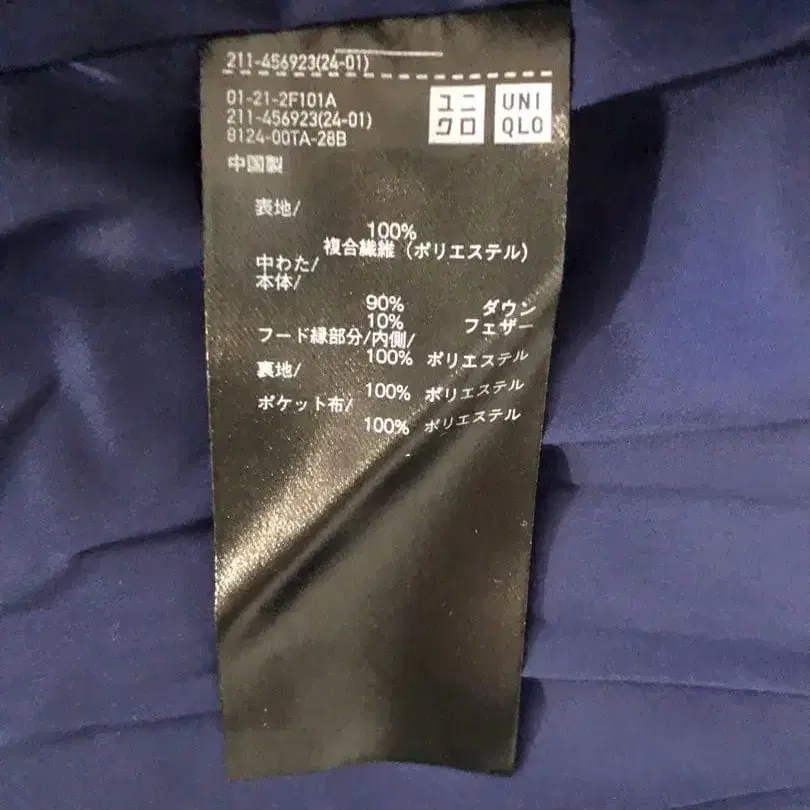 211-456923(24-01)
01-21-2F101A
211-456923(24-01)
8124-00TA-28B
ユニ
クロ
UNI
QLO
中国製
表地/
100%
複合繊維(ポリエステル)
中わた/
本体/
90% ダウン
10% フェザー
フード縁部分/内側/
100% ポリエステル
裏地/
100% ポリエステル
ポケット布/
100% ポリエステル